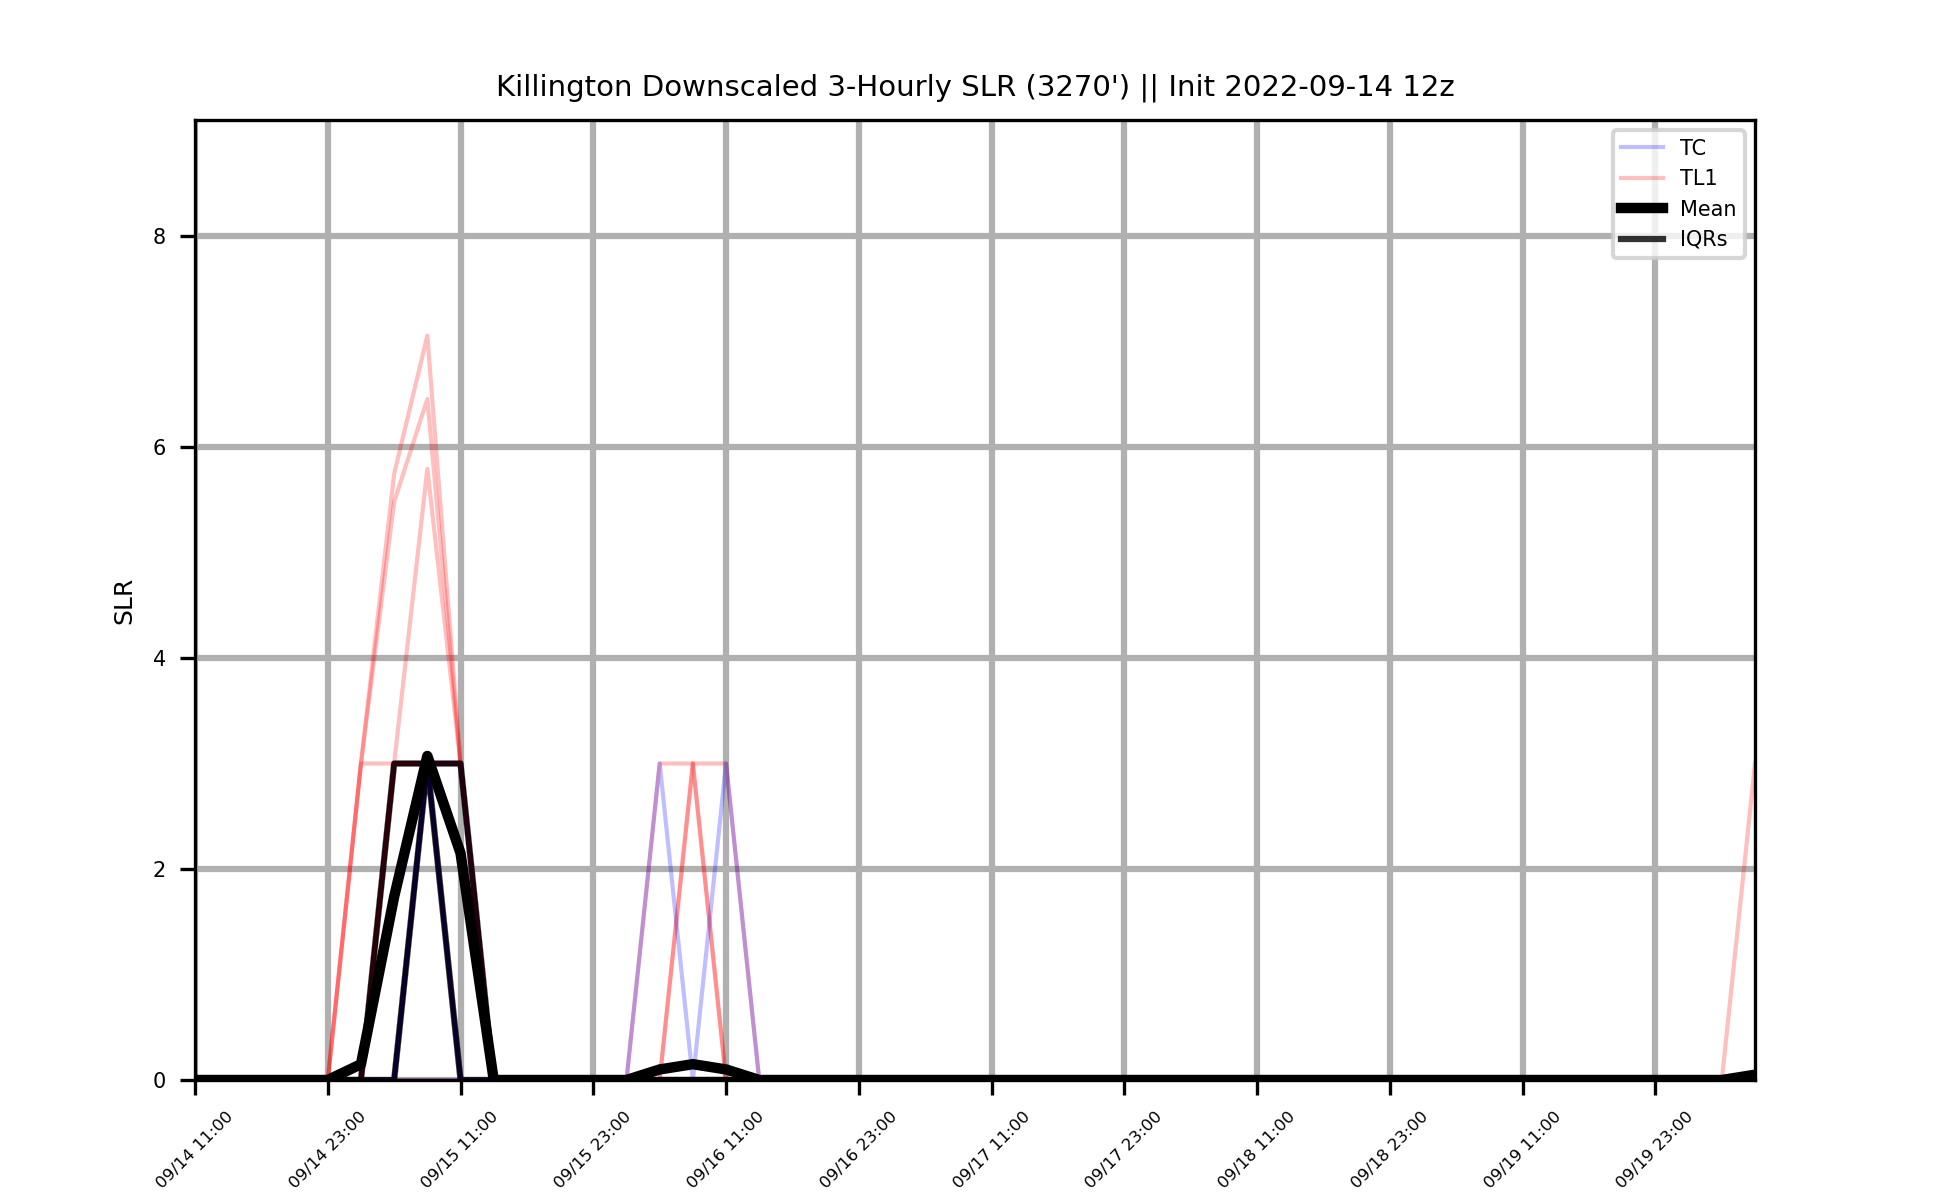 Killington Downscaled 3-Hourly SLR (3270') || Init 2022-09-14 12z
TC
TL1
Mean
IQRs
SLR
8
6
4
2
0
09/14 11:00
09/14 23:00
09/15 11:00
09/15 23:00
09/16 11:00
09/16 23:00
09/17 11:00
09/17 23:00
09/18 11:00
09/18 23:00
09/19 11:00
09/19 23:00